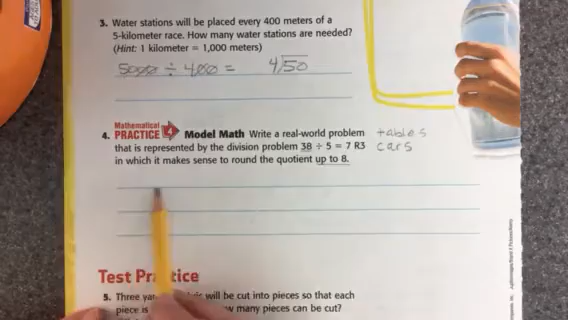 3. Water stations will be placed every 400 meters of a
5-kilometer race. How many water stations are needed?
(Hint: 1 kilometer = 1,000 meters)
5000 ÷ 400 = 4)50
Mathematical
4. PRACTICE 4 Model Math Write a real-world problem tables
that is represented by the division problem 38 ÷ 5 = 7 R3 cars
in which it makes sense to round the quotient up to 8.
Test Practice
5. Three will be cut into pieces so that each
piece is many pieces can be cut?